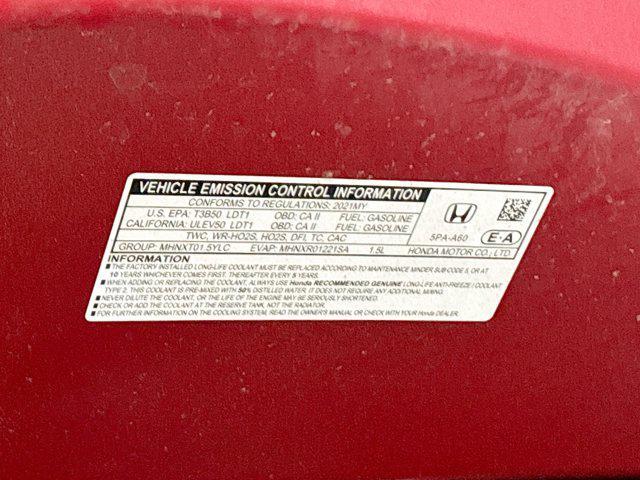 VEHICLE EMISSION CONTROL INFORMATION
CONFORMS TO REGULATIONS: 2021MY
U.S. EPA: T3B50 LDT1 OBD: CA II FUEL: GASOLINE
CALIFORNIA: ULEV50 LDT1 OBD: CA II FUEL: GASOLINE
TWC, WR-HO2S, HO2S, DFI, TC, CAC
GROUP: MHNXT01.5YLC EVAP: MHNXR01221SA 1.5L
5PA-A60 E-A
HONDA MOTOR CO., LTD
INFORMATION
■ THE FACTORY INSTALLED LONG-LIFE COOLANT MUST BE REPLACED ACCORDING TO MAINTENANCE MINDER SUB-CODE 5, OR AT
10 YEARS WHICHEVER COMES FIRST. THEREAFTER EVERY 5 YEARS.
■ WHEN ADDING OR REPLACING THE COOLANT, ALWAYS USE Honda RECOMMENDED GENUINE LONG-LIFE ANTI-FREEZE / COOLANT
TYPE 2. THIS COOLANT IS PRE-MIXED WITH 50% DISTILLED WATER. IT DOES NOT REQUIRE ANY ADDITIONAL MIXING.
■ NEVER DILUTE THE COOLANT, OR THE LIFE OF THE ENGINE MAY BE SERIOUSLY SHORTENED.
■ CHECK OR ADD COOLANT AT THE RESERVE TANK, NOT THE RADIATOR.
■ FOR FURTHER INFORMATION ON THE COOLING SYSTEM, READ THE OWNER'S MANUAL OR CHECK WITH YOUR Honda DEALER.